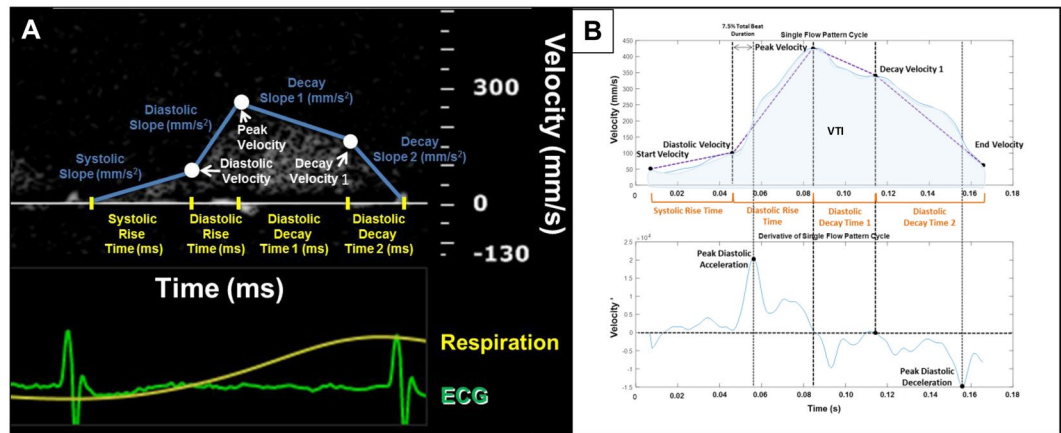 A
Velocity (mm/s)
300
0
-130
Decay
Slope 1 (mm/s²)
Diastolic
Slope (mm/s²)
Peak
Velocity
Decay
Slope 2 (mm/s²)
Systolic
Slope (mm/s²)
Diastolic
Velocity
Decay
Velocity 1
Systolic
Rise
Time (ms)
Diastolic
Rise
Time (ms)
Diastolic
Decay
Time 1 (ms)
Diastolic
Decay
Time 2 (ms)
Time (ms)
Respiration
ECG
B
7.5% Total Beat
Duration
Single Flow Pattern Cycle
Peak Velocity
Decay Velocity 1
Diastolic Velocity
Start Velocity
VTI
End Velocity
Velocity (mm/s)
450
400
350
300
250
200
150
100
50
0
0 0.02 0.04 0.06 0.08 0.10 0.12 0.14 0.16 0.18
Systolic Rise Time
Diastolic Rise
Time
Diastolic
Decay Time 1
Diastolic
Decay Time 2
Derivative of Single Flow Pattern Cycle
2.5 ×10⁴
2
1.5
1
0.5
0
-0.5
-1
-1.5
Velocity '
Peak Diastolic
Acceleration
Peak Diastolic
Deceleration
0 0.02 0.04 0.06 0.08 0.10 0.12 0.14 0.16 0.18
Time (s)